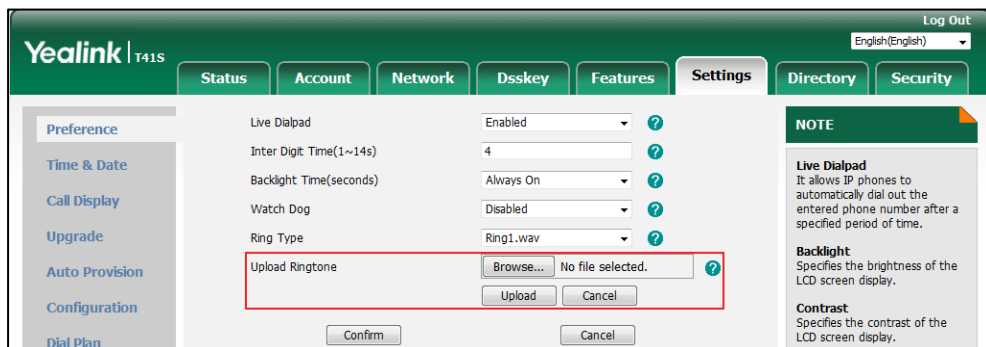 Log Out
Yealink | T41S
English(English)
Status Account Network Dsskey Features Settings Directory Security
Preference
Time & Date
Call Display
Upgrade
Auto Provision
Configuration
Dial Plan
Live Dialpad Enabled ?
Inter Digit Time(1~14s) 4 ?
Backlight Time(seconds) Always On ?
Watch Dog Disabled ?
Ring Type Ring1.wav ?
Upload Ringtone Browse... No file selected. ?
Upload Cancel
Confirm Cancel
NOTE
Live Dialpad
It allows IP phones to
automatically dial out the
entered phone number after a
specified period of time.
Backlight
Specifies the brightness of the
LCD screen display.
Contrast
Specifies the contrast of the
LCD screen display.